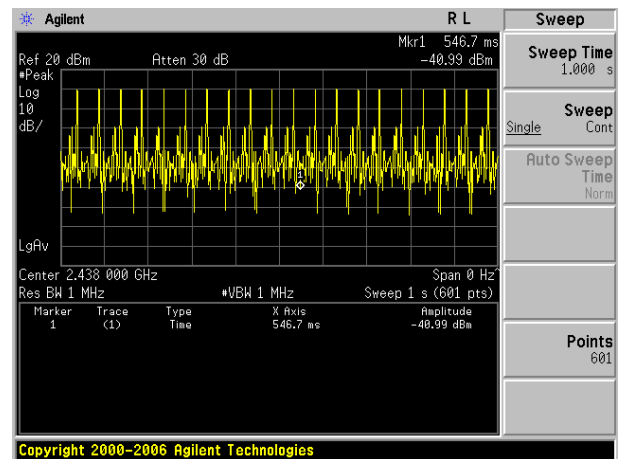 Agilent R L Sweep
Mkr1 546.7 ms
Ref 20 dBm Atten 30 dB -40.99 dBm
#Peak
Log
10
dB/
1
LgAv
Center 2.438 000 GHz Span 0 Hz^
Res BW 1 MHz #VBW 1 MHz Sweep 1 s (601 pts)
Marker Trace Type X Axis Amplitude
1 (1) Time 546.7 ms -40.99 dBm
Sweep Time
1.000 s
Sweep
Single Cont
Auto Sweep
Time
Norm
Points
601
Copyright 2000-2006 Agilent Technologies